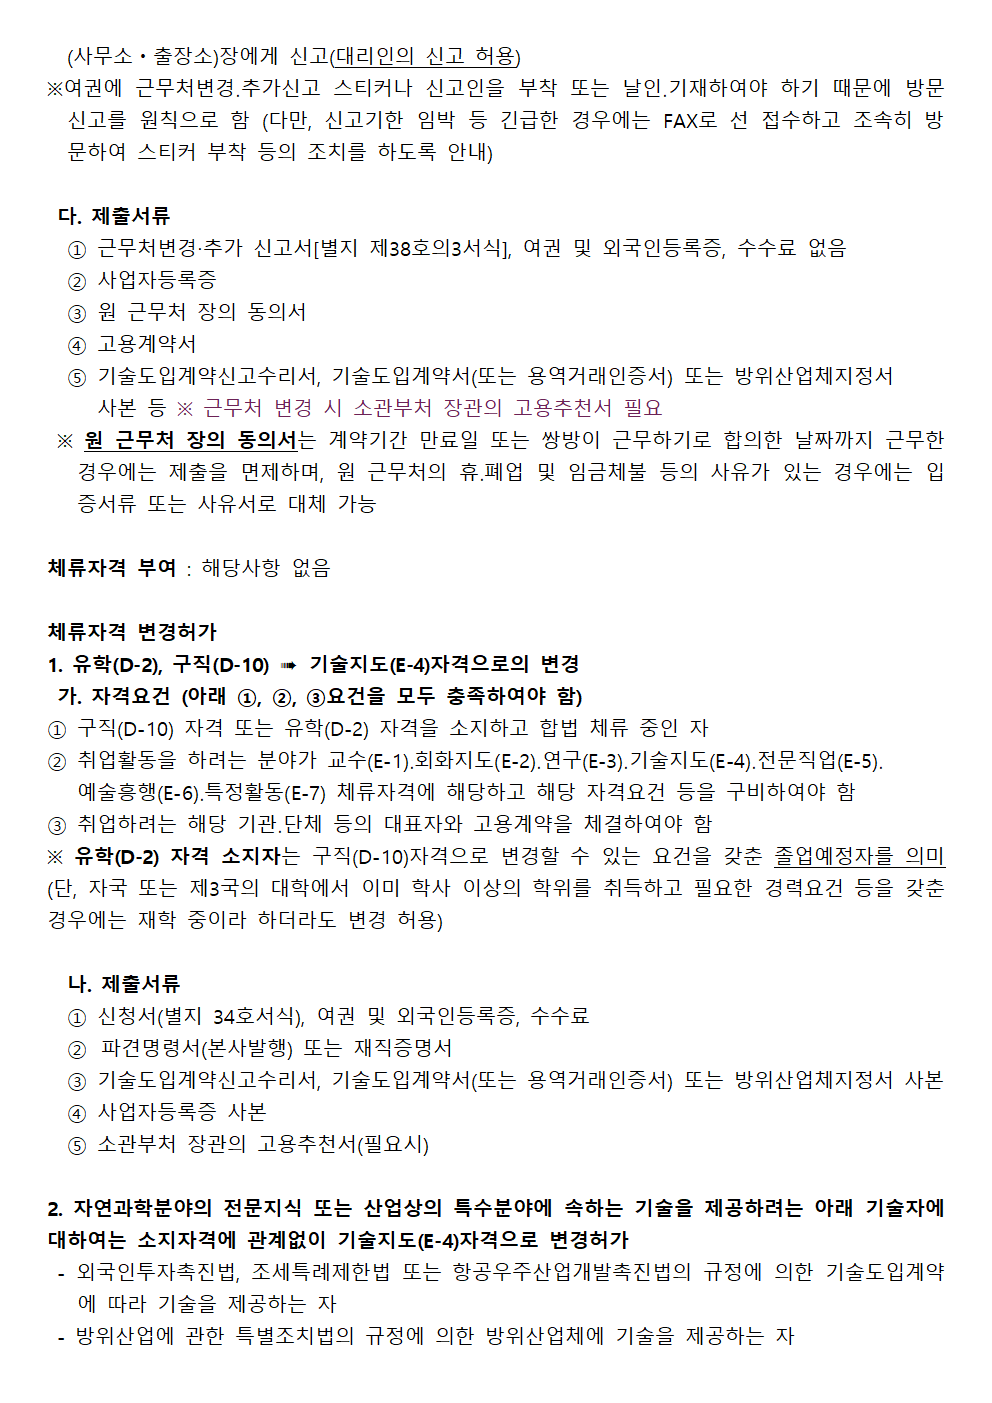 (사무소・출장소)장에게 신고(대리인의 신고 허용)
※여권에 근무처변경.추가신고 스티커나 신고인을 부착 또는 날인.기재하여야 하기 때문에 방문
신고를 원칙으로 함 (다만, 신고기한 임박 등 긴급한 경우에는 FAX로 선 접수하고 조속히 방
문하여 스티커 부착 등의 조치를 하도록 안내)
다. 제출서류
① 근무처변경·추가 신고서[별지 제38호의3서식], 여권 및 외국인등록증, 수수료 없음
② 사업자등록증
③ 원 근무처 장의 동의서
④ 고용계약서
⑤ 기술도입계약신고수리서, 기술도입계약서(또는 용역거래인증서) 또는 방위산업체지정서
사본 등 ※ 근무처 변경 시 소관부처 장관의 고용추천서 필요
※ 원 근무처 장의 동의서는 계약기간 만료일 또는 쌍방이 근무하기로 합의한 날짜까지 근무한
경우에는 제출을 면제하며, 원 근무처의 휴.폐업 및 임금체불 등의 사유가 있는 경우에는 입
증서류 또는 사유서로 대체 가능
체류자격 부여 : 해당사항 없음
체류자격 변경허가
1. 유학(D-2), 구직(D-10) ➠ 기술지도(E-4)자격으로의 변경
가. 자격요건 (아래 ①, ②, ③요건을 모두 충족하여야 함)
① 구직(D-10) 자격 또는 유학(D-2) 자격을 소지하고 합법 체류 중인 자
② 취업활동을 하려는 분야가 교수(E-1).회화지도(E-2).연구(E-3).기술지도(E-4).전문직업(E-5).
예술흥행(E-6).특정활동(E-7) 체류자격에 해당하고 해당 자격요건 등을 구비하여야 함
③ 취업하려는 해당 기관.단체 등의 대표자와 고용계약을 체결하여야 함
※ 유학(D-2) 자격 소지자는 구직(D-10)자격으로 변경할 수 있는 요건을 갖춘 졸업예정자를 의미
(단, 자국 또는 제3국의 대학에서 이미 학사 이상의 학위를 취득하고 필요한 경력요건 등을 갖춘
경우에는 재학 중이라 하더라도 변경 허용)
나. 제출서류
① 신청서(별지 34호서식), 여권 및 외국인등록증, 수수료
② 파견명령서(본사발행) 또는 재직증명서
③ 기술도입계약신고수리서, 기술도입계약서(또는 용역거래인증서) 또는 방위산업체지정서 사본
④ 사업자등록증 사본
⑤ 소관부처 장관의 고용추천서(필요시)
2. 자연과학분야의 전문지식 또는 산업상의 특수분야에 속하는 기술을 제공하려는 아래 기술자에
대하여는 소지자격에 관계없이 기술지도(E-4)자격으로 변경허가
- 외국인투자촉진법, 조세특례제한법 또는 항공우주산업개발촉진법의 규정에 의한 기술도입계약
에 따라 기술을 제공하는 자
- 방위산업에 관한 특별조치법의 규정에 의한 방위산업체에 기술을 제공하는 자